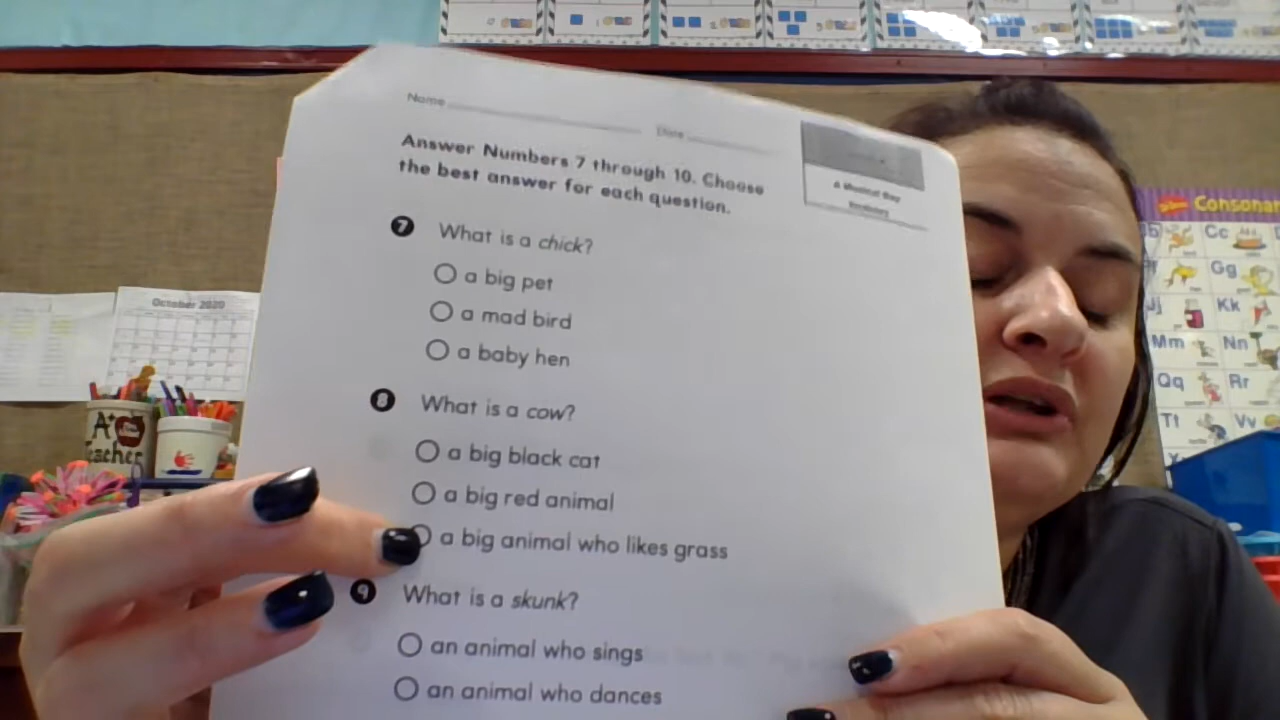 Name
Date
Answer Numbers 7 through 10. Choose
the best answer for each question.
A Musical Day
Vocabulary
7 What is a chick?
a big pet
a mad bird
a baby hen
8 What is a cow?
a big black cat
a big red animal
a big animal who likes grass
9 What is a skunk?
an animal who sings
an animal who dances
October 2020
A+
Teacher
Consonan
Cc
Gg
Jj
Kk
Mm
Nn
Qq
Rr
Tt
Vv